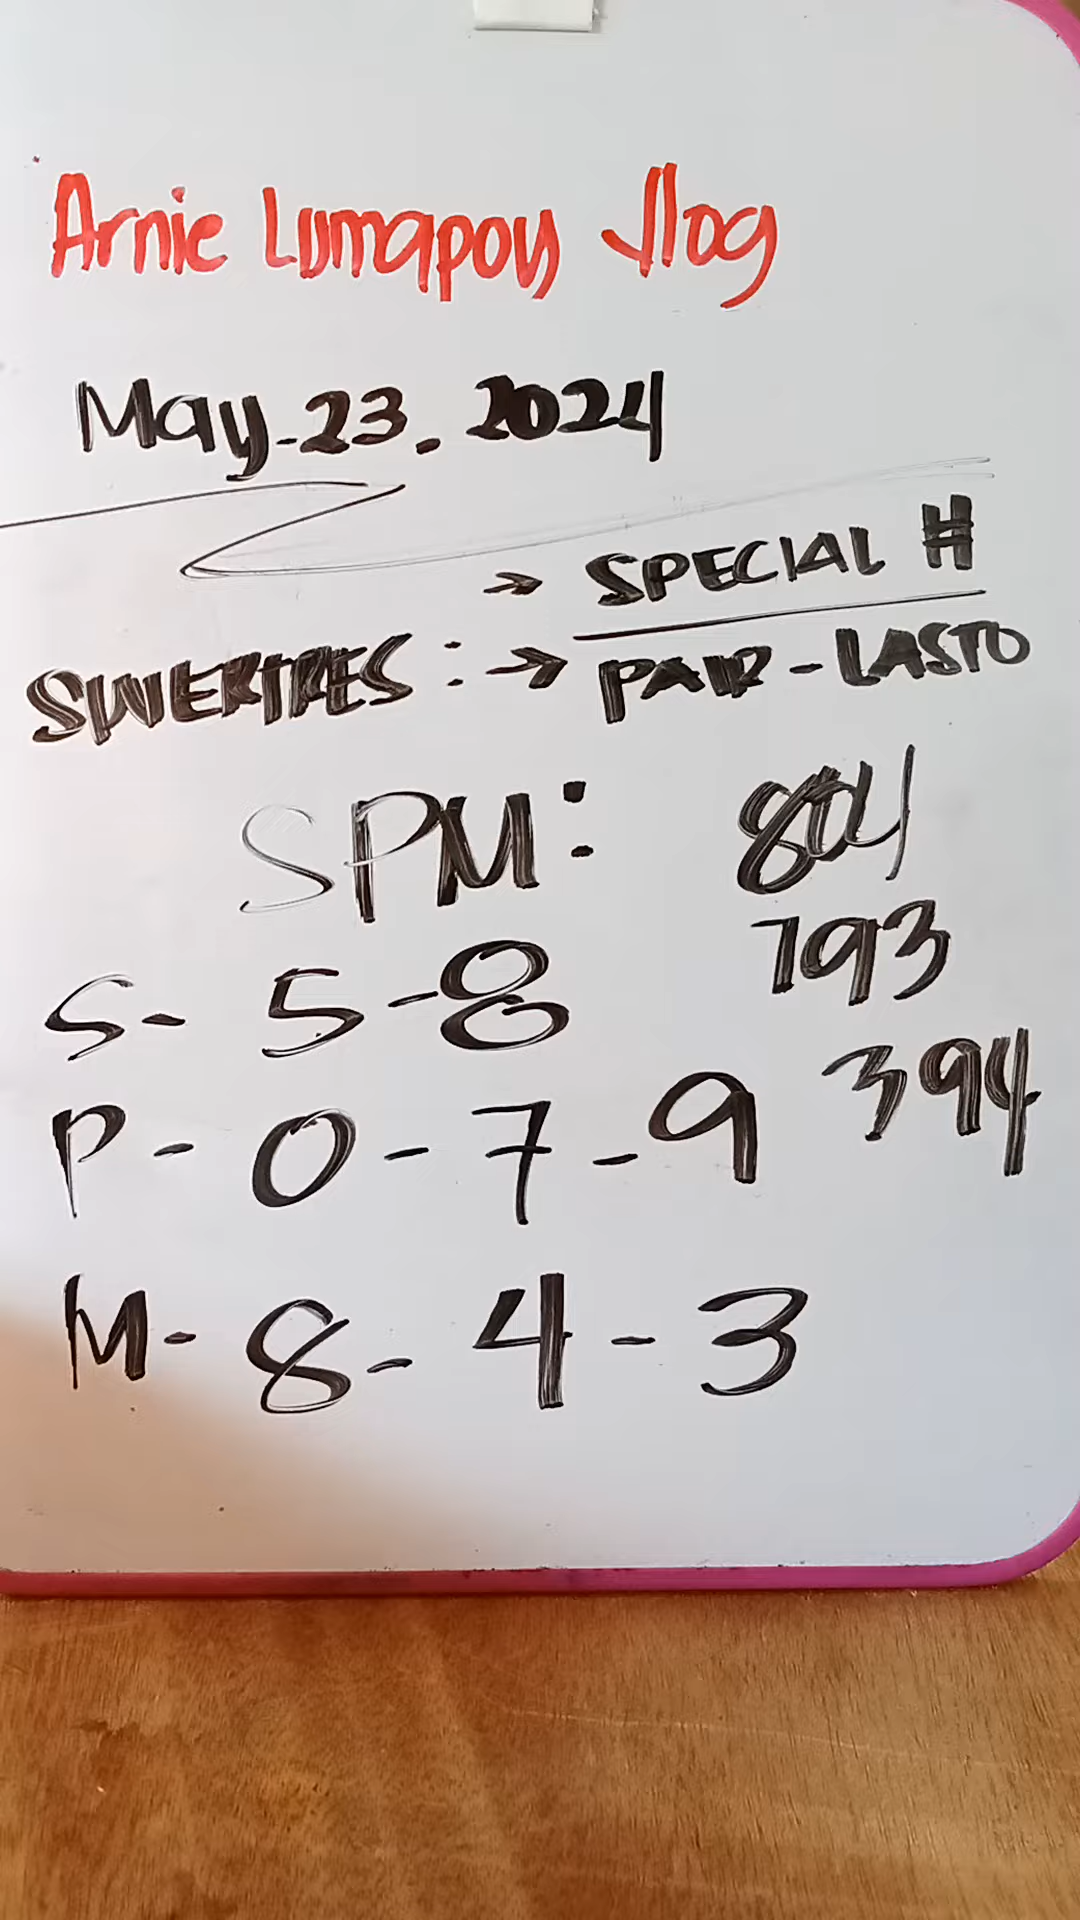 Arnie Lumapoy Vlog
May-23. 2024
→ SPECIAL #
SWERTRES : → PAIR - LASTO
SPM: 804
793
S- 5-8
394
P - 0 - 7 - 9
M - 8 - 4 - 3